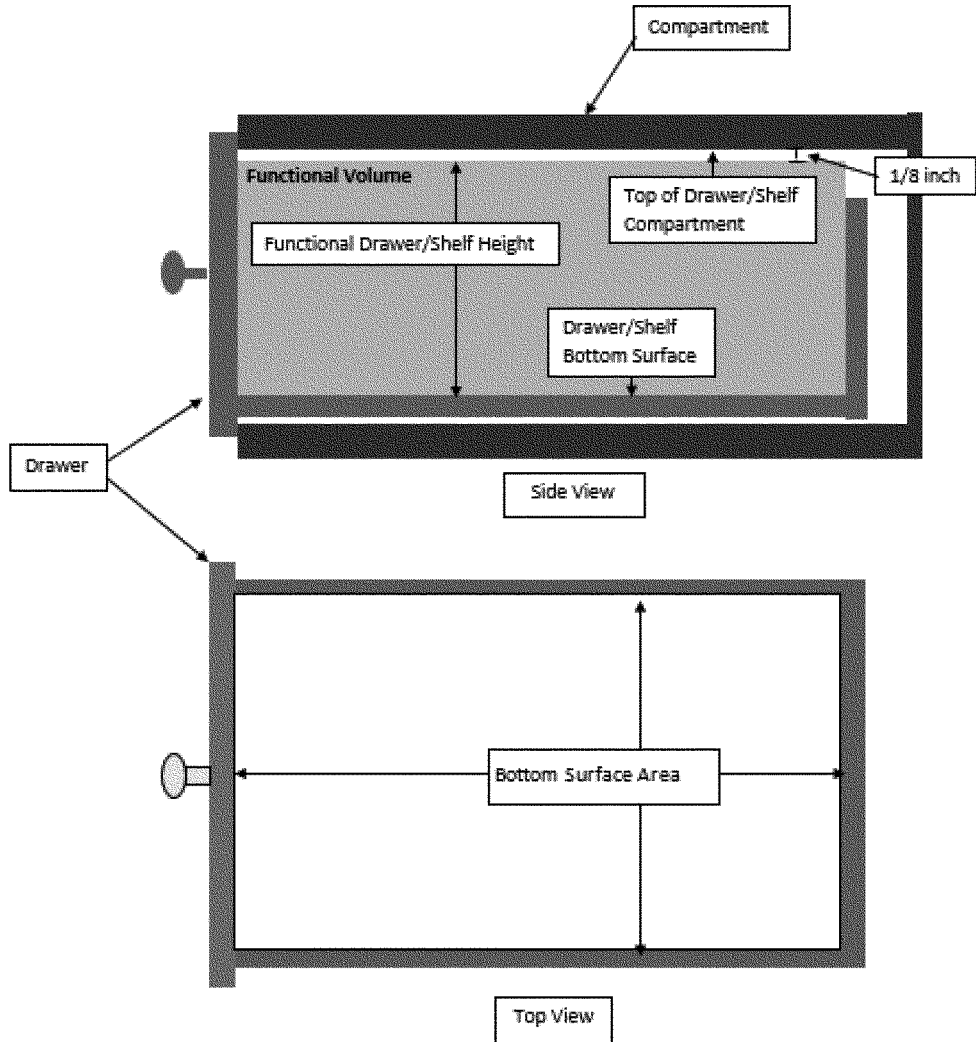 Compartment
Functional Volume
1/8 inch
Top of Drawer/Shelf
Compartment
Functional Drawer/Shelf Height
Drawer/Shelf
Bottom Surface
Drawer
Side View
Bottom Surface Area
Top View